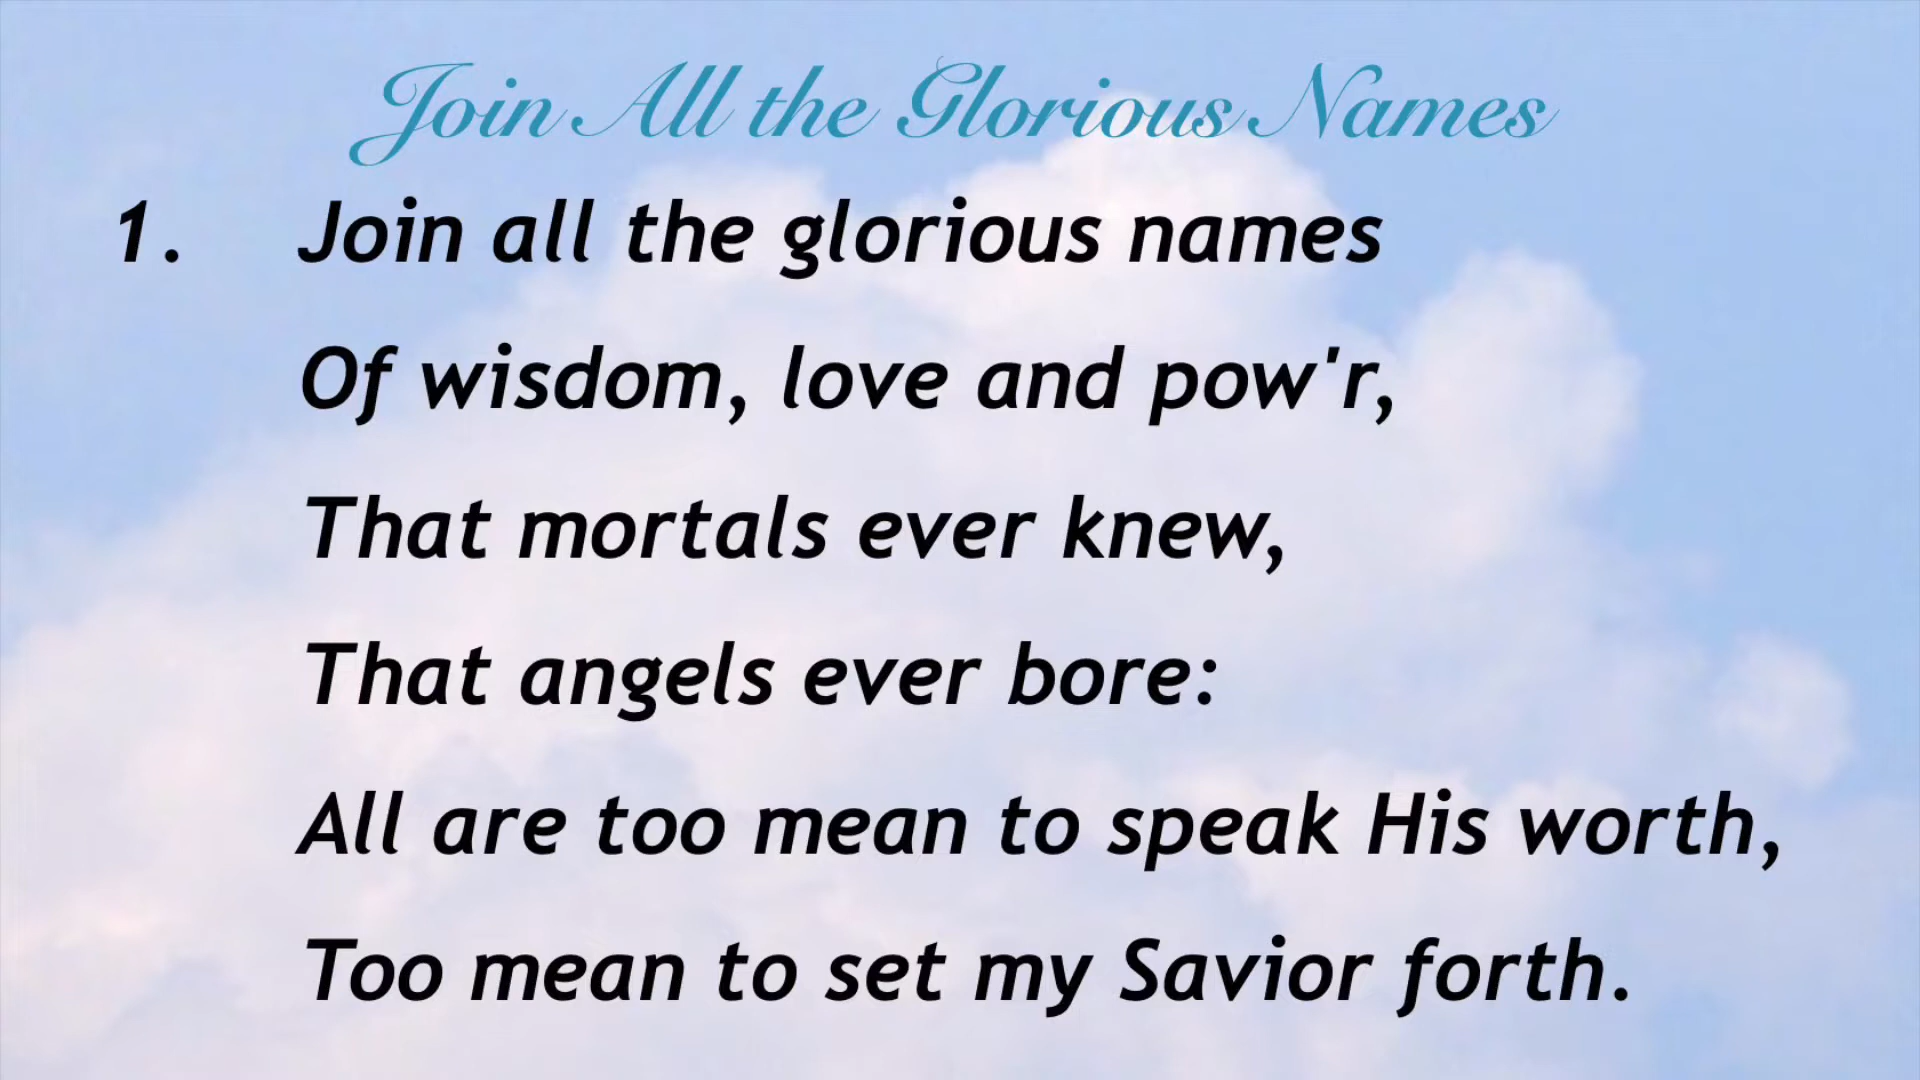 Join All the Glorious Names
1. Join all the glorious names
Of wisdom, love and pow'r,
That mortals ever knew,
That angels ever bore:
All are too mean to speak His worth,
Too mean to set my Savior forth.